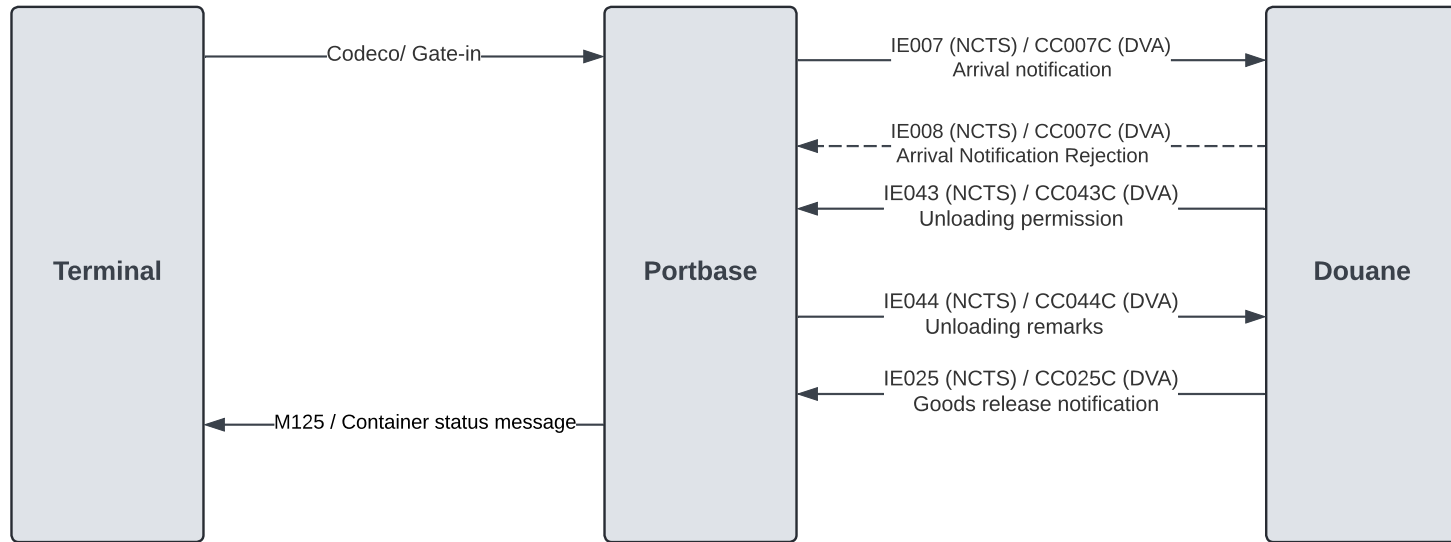 Codeco/ Gate-in
IE007 (NCTS) / CC007C (DVA)
Arrival notification
IE008 (NCTS) / CC007C (DVA)
Arrival Notification Rejection
IE043 (NCTS) / CC043C (DVA)
Unloading permission
Terminal
Portbase
Douane
IE044 (NCTS) / CC044C (DVA)
Unloading remarks
IE025 (NCTS) / CC025C (DVA)
Goods release notification
M125 / Container status message